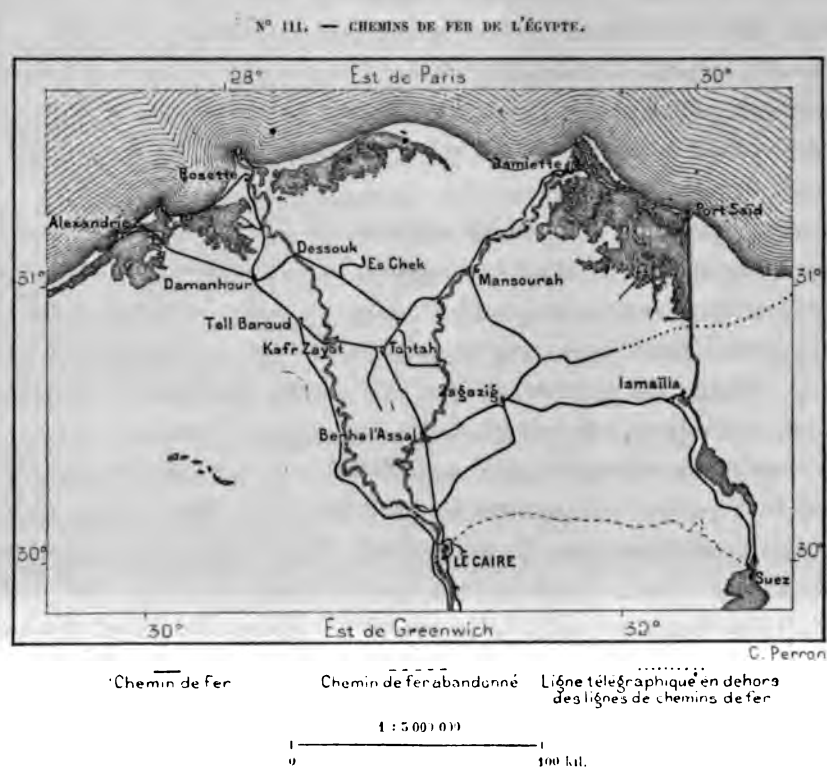 N° III. — CHEMINS DE FER DE L'ÉGYPTE.
28° Est de Paris 30°
Rosette
Damiette
Alexandrie
Port Saïd
Dessouk
Es Chek
31°
Damanhour
Mansourah
31°
Tell Baroud
Kafr Zayat
Tantah
Zagazig
Ismaïlia
Benha l'Assal
30°
LE CAIRE
30°
Suez
30° Est de Greenwich 32°
C. Perron
Chemin de fer
Chemin de fer abandonné
Ligne télégraphique en dehors
des lignes de chemins de fer
1 : 3 000 000
0 100 kil.